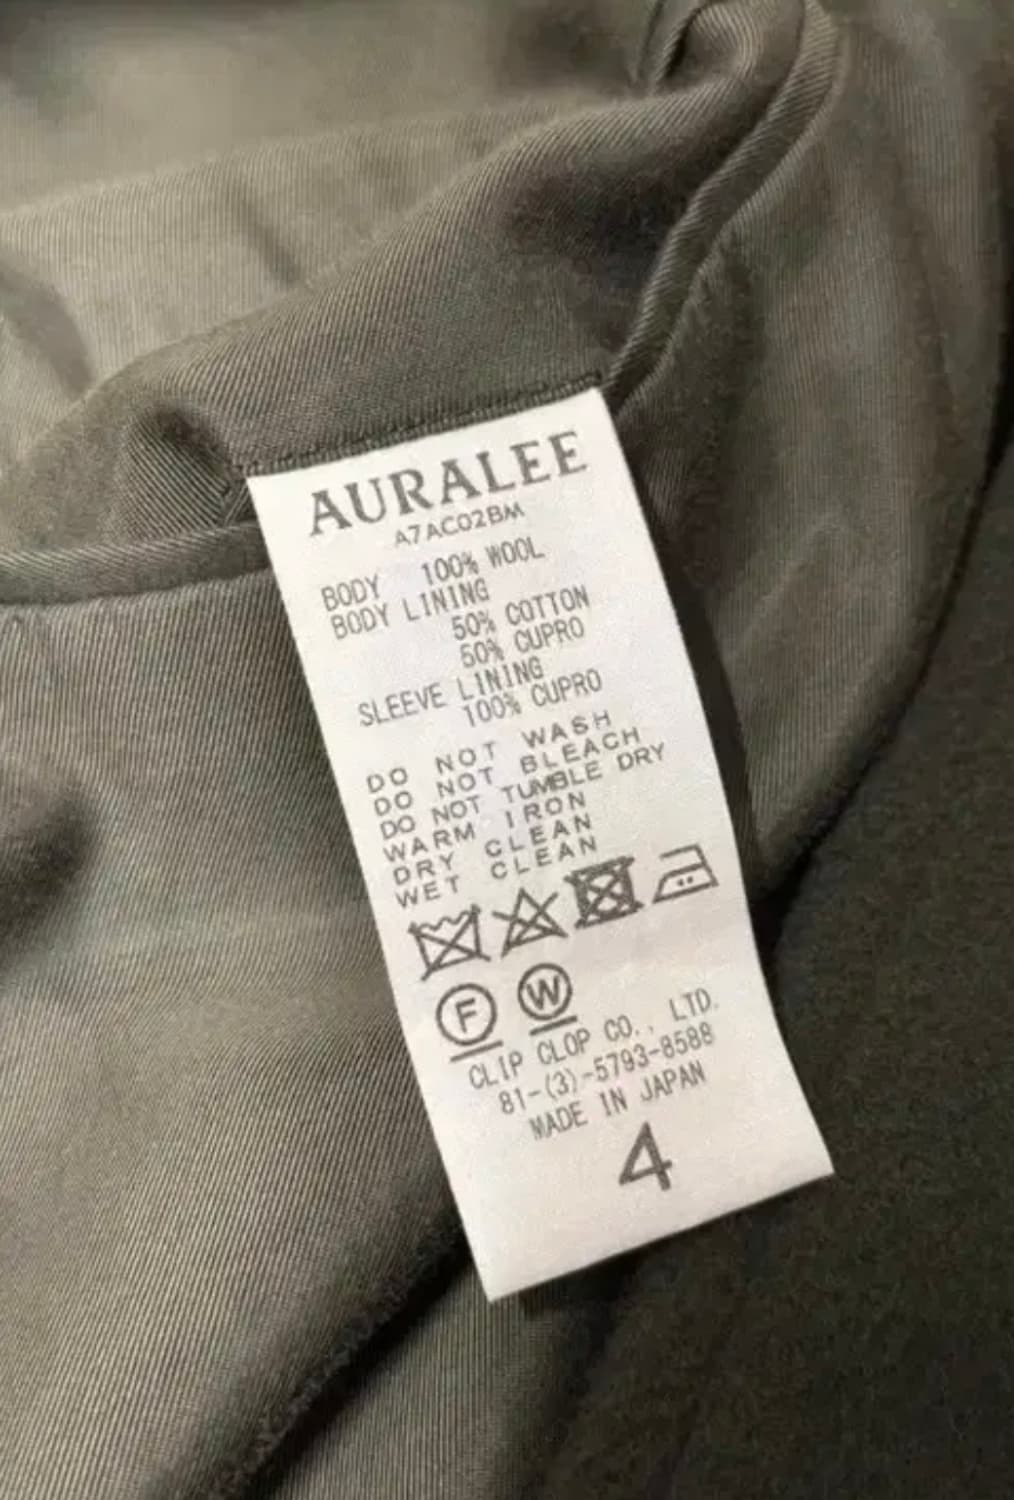 AURALEE
A7AC02BM
BODY 100% WOOL
BODY LINING
50% COTTON
50% CUPRO
SLEEVE LINING
100% CUPRO
DO NOT WASH
DO NOT BLEACH
DO NOT TUMBLE DRY
WARM IRON
DRY CLEAN
WET CLEAN
F W
CLIP CLOP CO., LTD.
81-(3)-5793-8588
MADE IN JAPAN
4